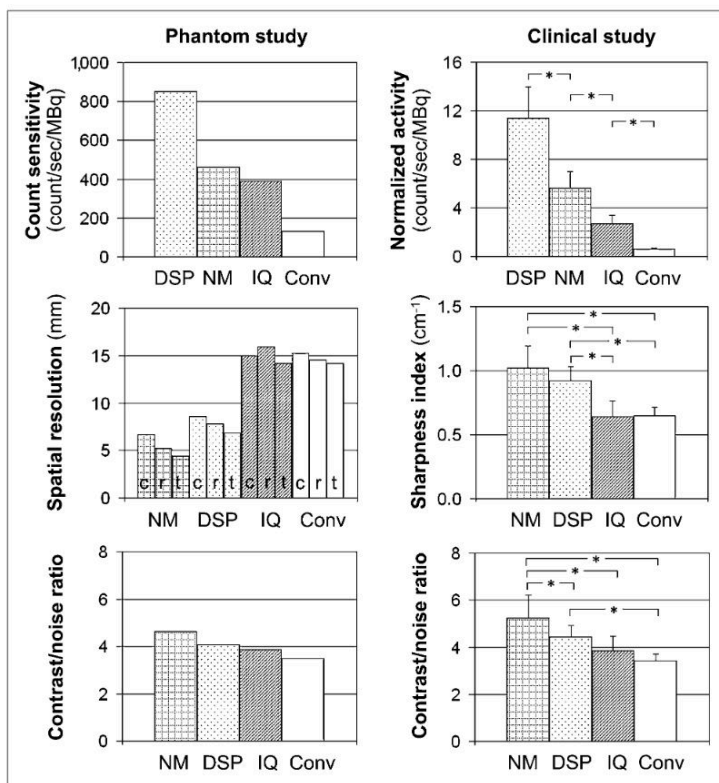 Phantom study
Count sensitivity
(count/sec/MBq)
1,000
800
600
400
200
0
DSP NM IQ Conv
Clinical study
Normalized activity
(count/sec/MBq)
16
12
8
4
0
*
*
*
DSP NM IQ Conv
Spatial resolution (mm)
20
15
10
5
0
c r t c r t c r t c r t
NM DSP IQ Conv
Sharpness index (cm⁻¹)
1.5
1.0
0.5
0.0
*
*
*
*
NM DSP IQ Conv
Contrast/noise ratio
8
6
4
2
0
NM DSP IQ Conv
Contrast/noise ratio
8
6
4
2
0
*
*
*
*
NM DSP IQ Conv